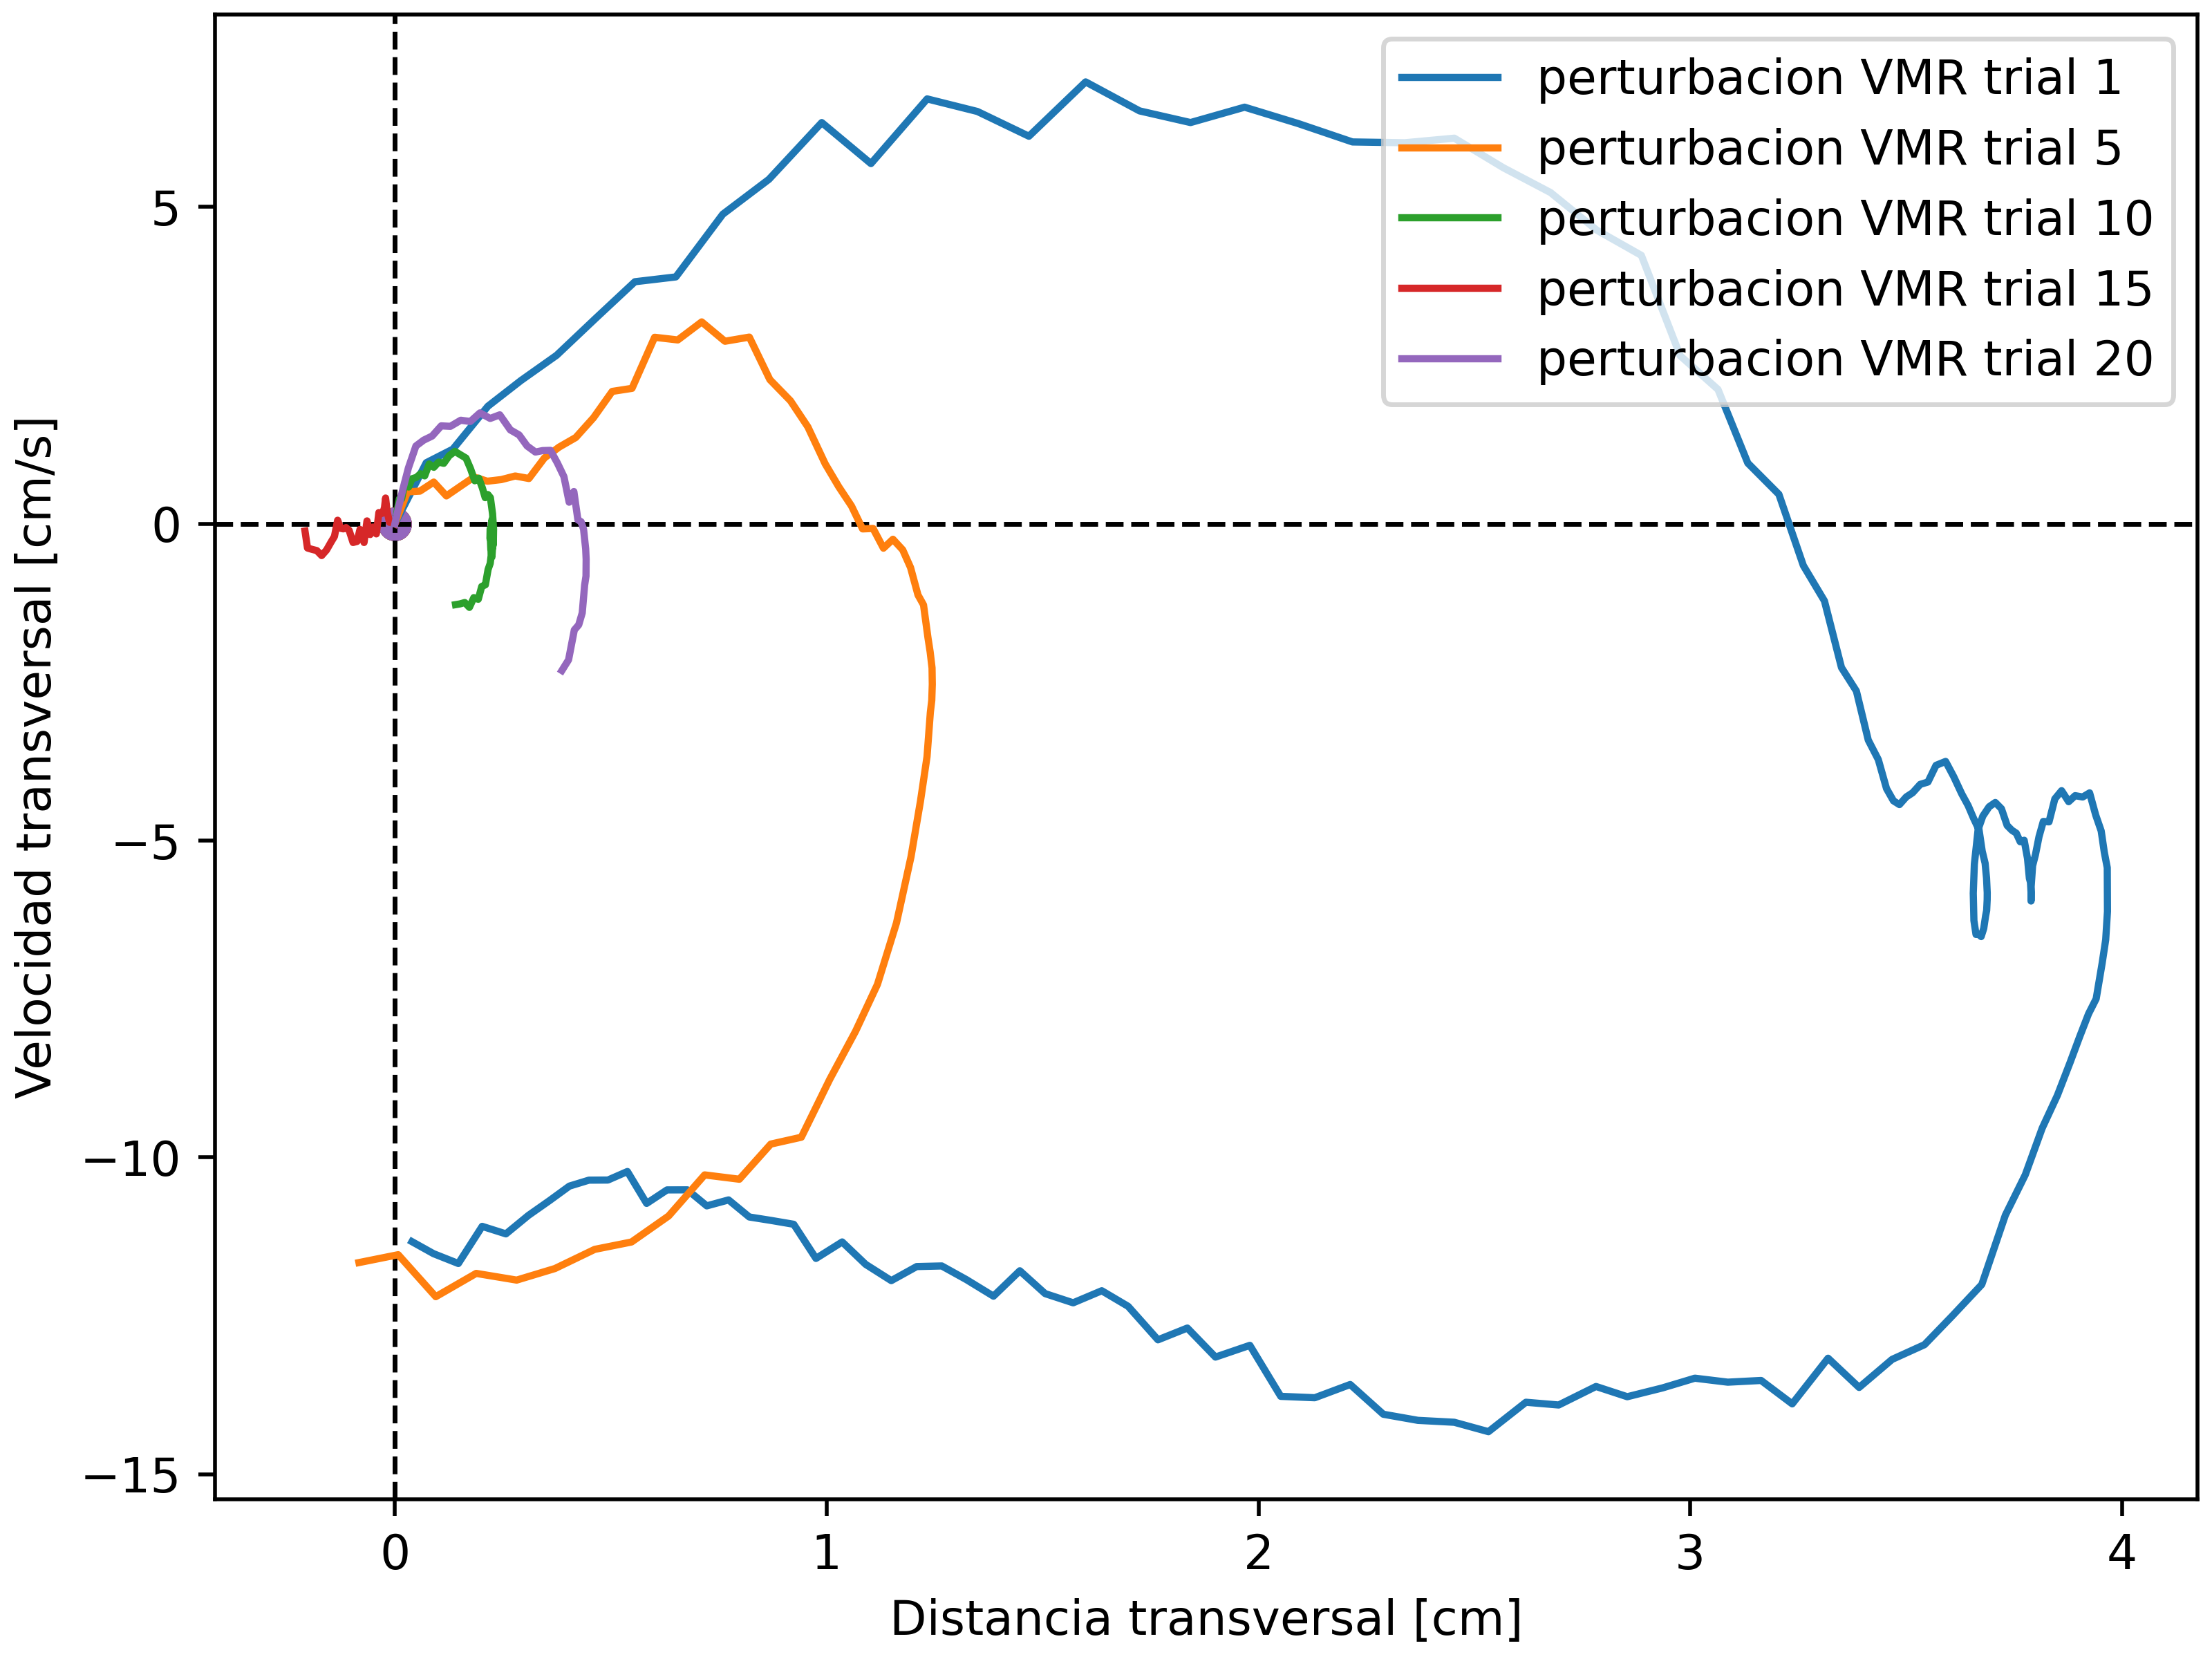 perturbacion VMR trial 1
perturbacion VMR trial 5
perturbacion VMR trial 10
perturbacion VMR trial 15
perturbacion VMR trial 20
Velocidad transversal [cm/s]
5
0
−5
−10
−15
0 1 2 3 4
Distancia transversal [cm]